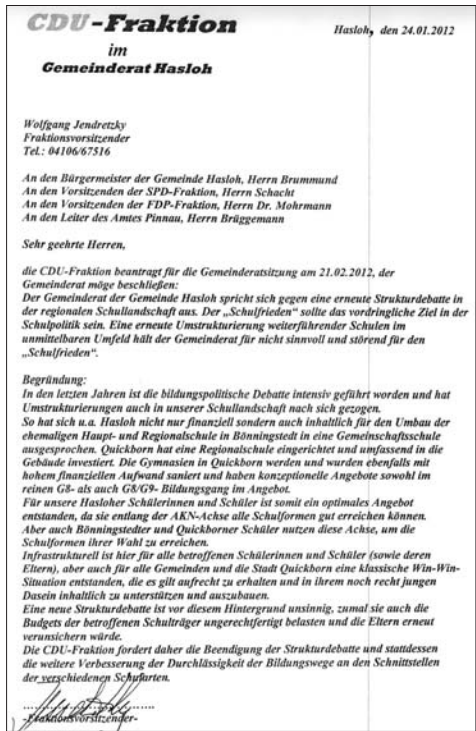 CDU-Fraktion
im
Gemeinderat Hasloh
Hasloh, den 24.01.2012
Wolfgang Jendretzky
Fraktionsvorsitzender
Tel.: 04106/67516
An den Bürgermeister der Gemeinde Hasloh, Herrn Brummund
An den Vorsitzenden der SPD-Fraktion, Herrn Schacht
An den Vorsitzenden der FDP-Fraktion, Herrn Dr. Mohrmann
An den Leiter des Amtes Pinnau, Herrn Brüggemann
Sehr geehrte Herren,
die CDU-Fraktion beantragt für die Gemeinderatsitzung am 21.02.2012, der
Gemeinderat möge beschließen:
Der Gemeinderat der Gemeinde Hasloh spricht sich gegen eine erneute Strukturdebatte in
der regionalen Schullandschaft aus. Der „Schulfrieden“ sollte das vordringliche Ziel in der
Schulpolitik sein. Eine erneute Umstrukturierung weiterführender Schulen im
unmittelbaren Umfeld hält der Gemeinderat für nicht sinnvoll und störend für den
„Schulfrieden“.
Begründung:
In den letzten Jahren ist die bildungspolitische Debatte intensiv geführt worden und hat
Umstrukturierungen auch in unserer Schullandschaft nach sich gezogen.
So hat sich u.a. Hasloh nicht nur finanziell sondern auch inhaltlich für den Umbau der
ehemaligen Haupt- und Regionalschule in Bönningstedt in eine Gemeinschaftsschule
ausgesprochen. Quickborn hat eine Regionalschule eingerichtet und umfassend in die
Gebäude investiert. Die Gymnasien in Quickborn werden und wurden ebenfalls mit
hohem finanziellen Aufwand saniert und haben konzeptionelle Angebote sowohl im
reinen G8- als auch G8/G9- Bildungsgang im Angebot.
Für unsere Hasloher Schülerinnen und Schüler ist somit ein optimales Angebot
entstanden, da sie entlang der AKN-Achse alle Schulformen gut erreichen können.
Aber auch Bönningstedter und Quickborner Schüler nutzen diese Achse, um die
Schulformen ihrer Wahl zu erreichen.
Infrastrukturell ist hier für alle betroffenen Schülerinnen und Schüler (sowie deren
Eltern), aber auch für alle Gemeinden und die Stadt Quickborn eine klassische Win-Win-
Situation entstanden, die es gilt aufrecht zu erhalten und in ihrem noch recht jungen
Dasein inhaltlich zu unterstützen und auszubauen.
Eine neue Strukturdebatte ist vor diesem Hintergrund unsinnig, zumal sie auch die
Budgets der betroffenen Schulträger ungerechtfertigt belasten und die Eltern erneut
verunsichern würde.
Die CDU-Fraktion fordert daher die Beendigung der Strukturdebatte und stattdessen
die weitere Verbesserung der Durchlässigkeit der Bildungswege an den Schnittstellen
der verschiedenen Schularten.
-Fraktionsvorsitzender-